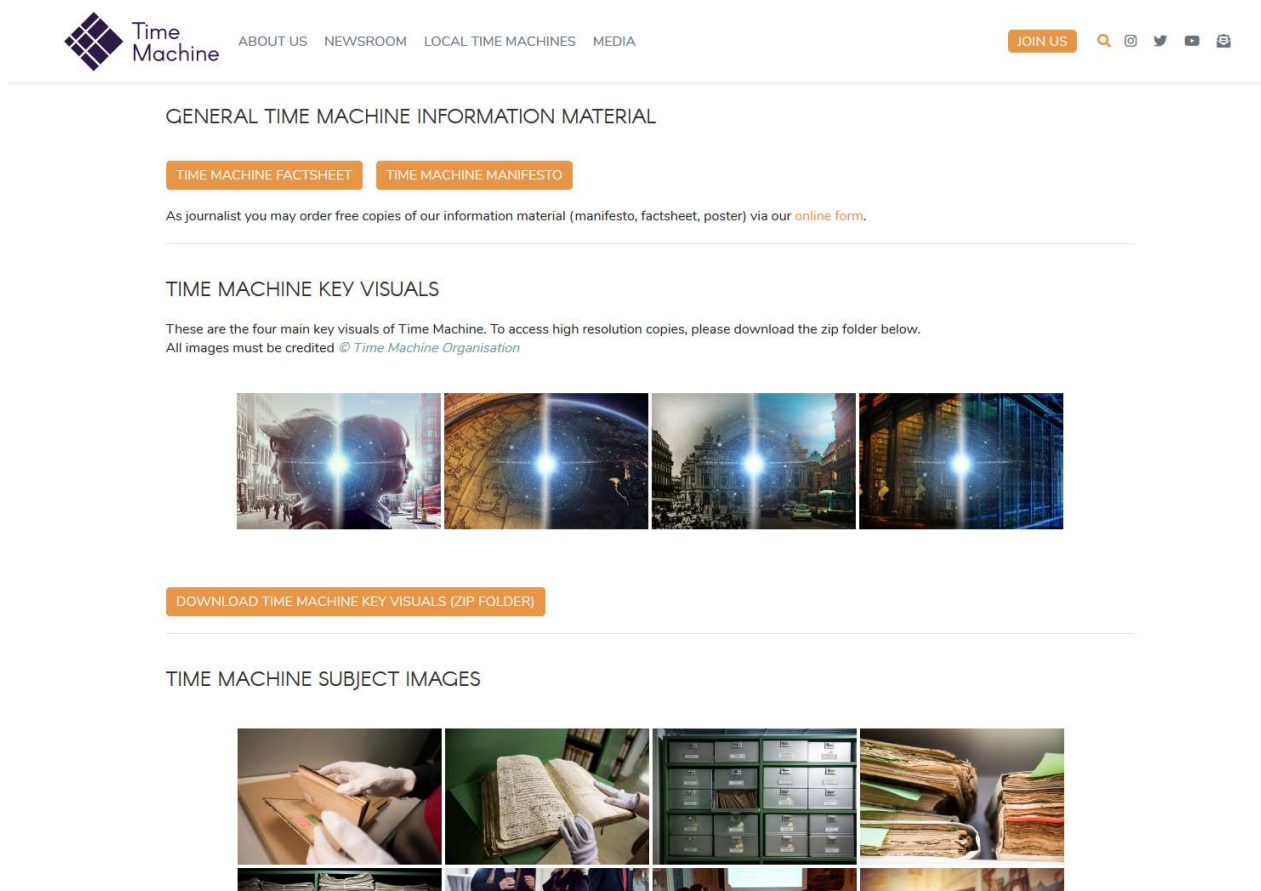 Time
Machine
ABOUT US NEWSROOM LOCAL TIME MACHINES MEDIA
JOIN US
GENERAL TIME MACHINE INFORMATION MATERIAL
TIME MACHINE FACTSHEET TIME MACHINE MANIFESTO
As journalist you may order free copies of our information material (manifesto, factsheet, poster) via our online form.
TIME MACHINE KEY VISUALS
These are the four main key visuals of Time Machine. To access high resolution copies, please download the zip folder below.
All images must be credited © Time Machine Organisation
DOWNLOAD TIME MACHINE KEY VISUALS (ZIP FOLDER)
TIME MACHINE SUBJECT IMAGES